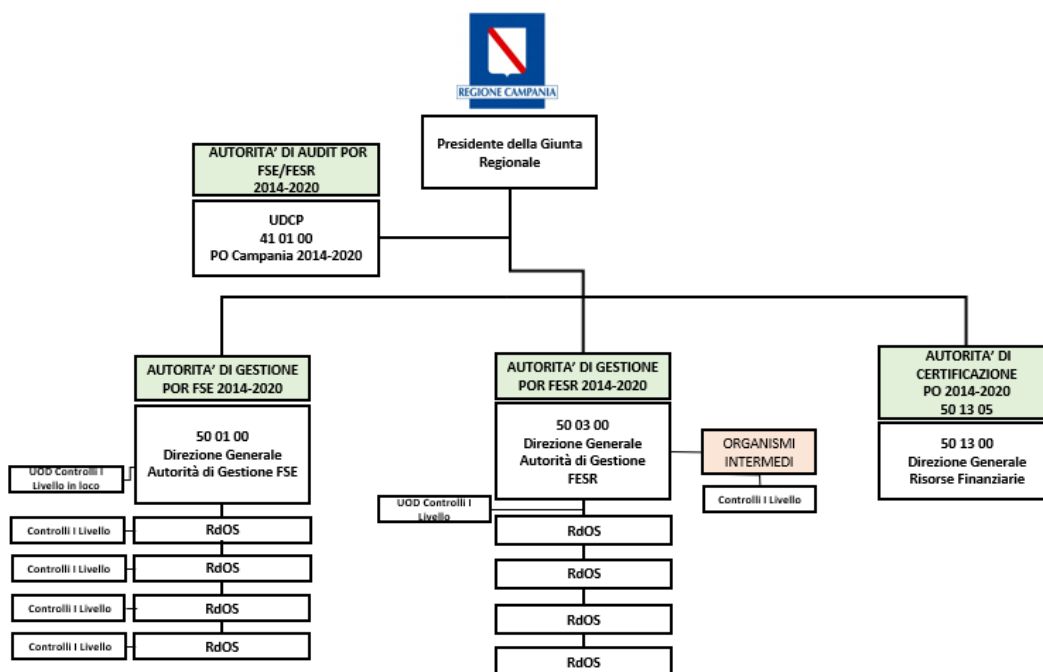 REGIONE CAMPANIA
Presidente della Giunta
Regionale
AUTORITA' DI AUDIT POR
FSE/FESR
2014-2020
UDCP
41 01 00
PO Campania 2014-2020
AUTORITA' DI GESTIONE
POR FSE 2014-2020
50 01 00
Direzione Generale
Autorità di Gestione FSE
UOD Controlli I
Livello in loco
RdOS
Controlli I Livello
RdOS
Controlli I Livello
RdOS
Controlli I Livello
RdOS
Controlli I Livello
AUTORITA' DI GESTIONE
POR FESR 2014-2020
50 03 00
Direzione Generale
Autorità di Gestione
FESR
ORGANISMI
INTERMEDI
Controlli I Livello
UOD Controlli I
Livello
RdOS
RdOS
RdOS
RdOS
AUTORITA' DI
CERTIFICAZIONE
PO 2014-2020
50 13 05
50 13 00
Direzione Generale
Risorse Finanziarie